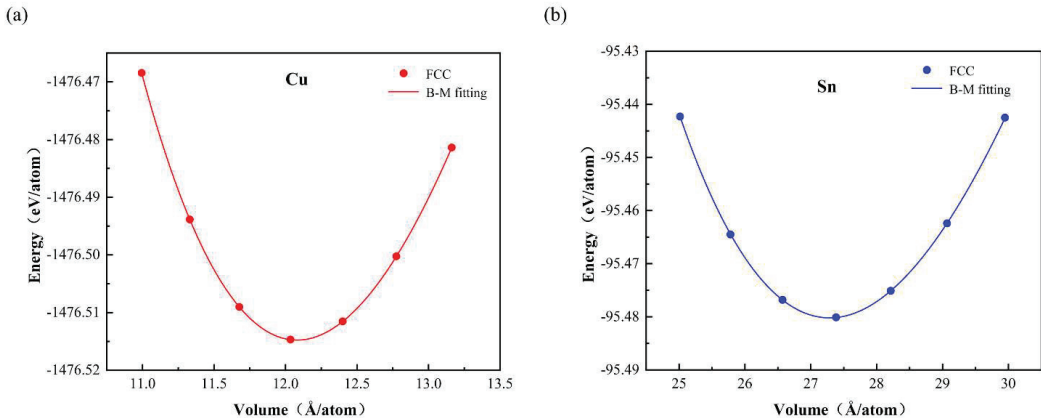 (a)
Cu
FCC
B-M fitting
Energy（eV/atom）
-1476.47
-1476.48
-1476.49
-1476.50
-1476.51
-1476.52
11.0 11.5 12.0 12.5 13.0 13.5
Volume（Å/atom）
(b)
Sn
FCC
B-M fitting
Energy（eV/atom）
-95.43
-95.44
-95.45
-95.46
-95.47
-95.48
-95.49
25 26 27 28 29 30
Volume（Å/atom）